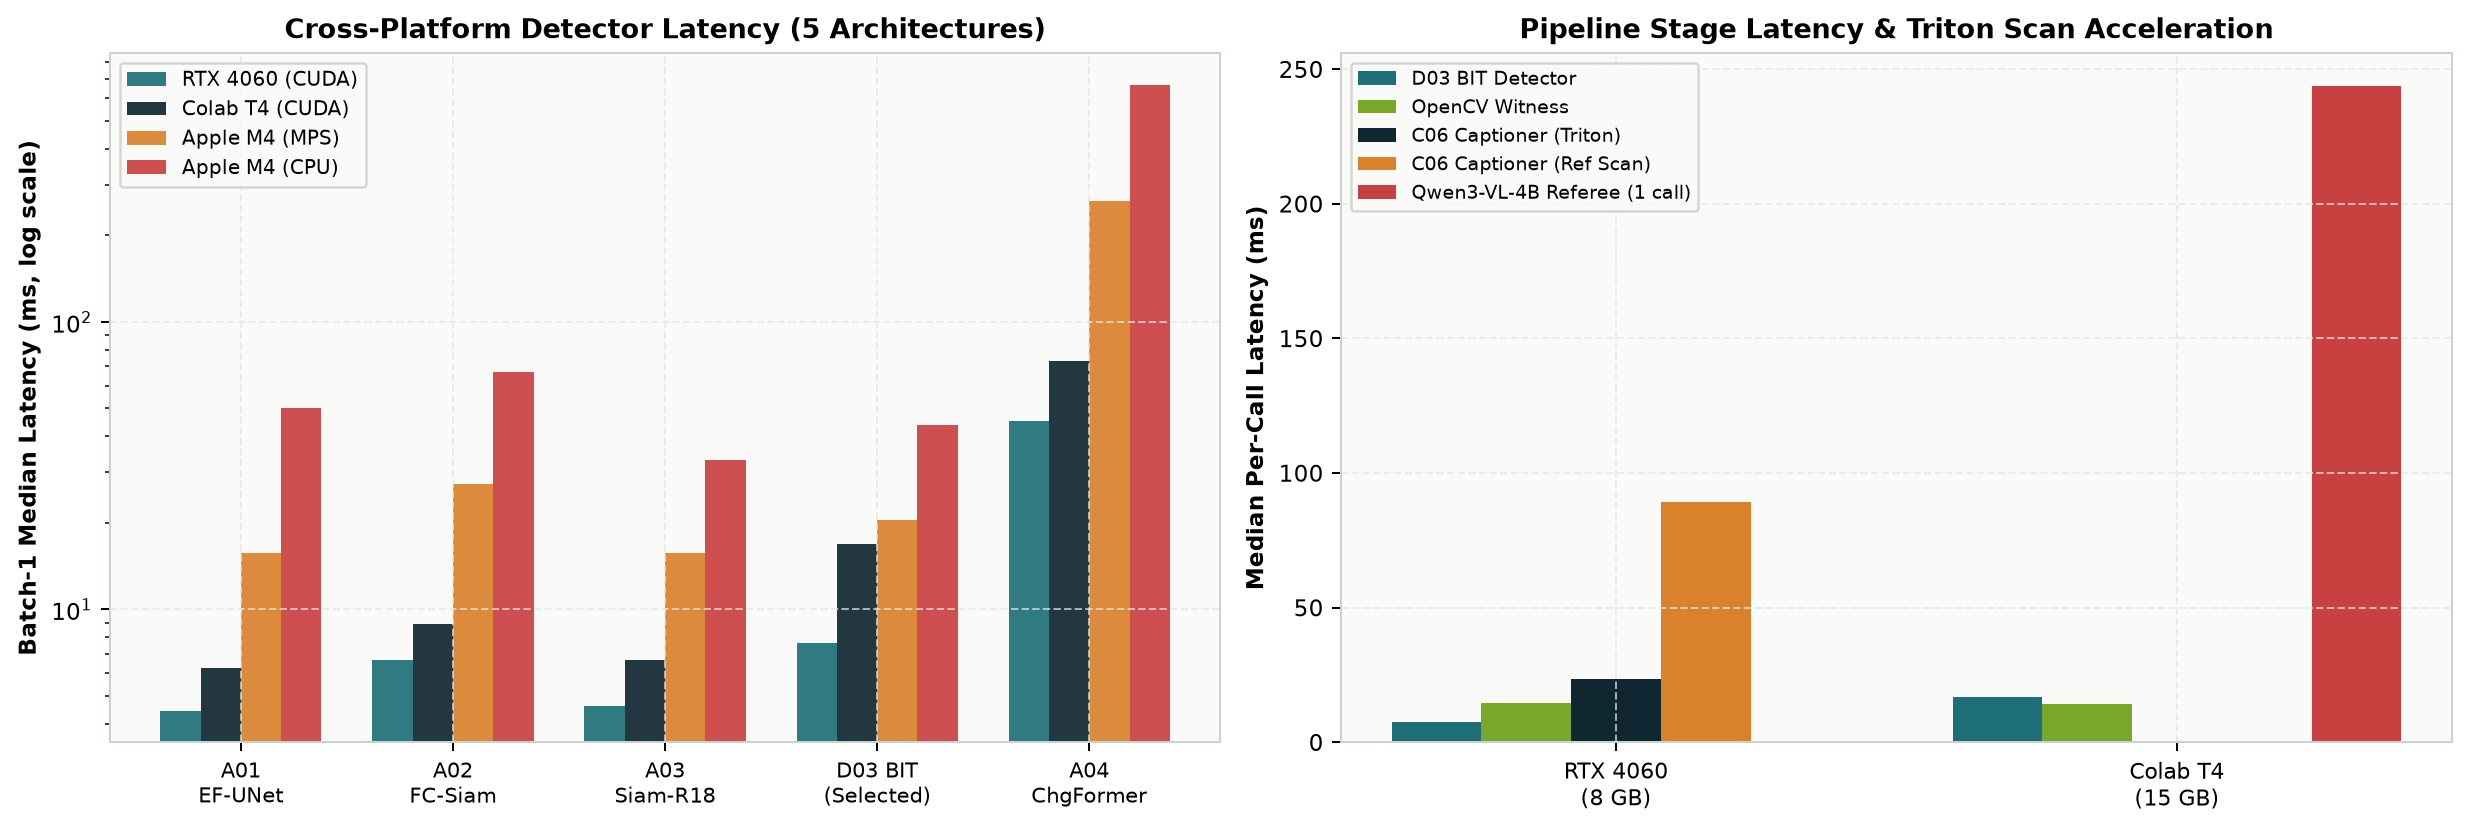 Cross-Platform Detector Latency (5 Architectures)
Batch-1 Median Latency (ms, log scale)
10²
10¹
RTX 4060 (CUDA)
Colab T4 (CUDA)
Apple M4 (MPS)
Apple M4 (CPU)
A01
EF-UNet
A02
FC-Siam
A03
Siam-R18
D03 BIT
(Selected)
A04
ChgFormer
Pipeline Stage Latency & Triton Scan Acceleration
Median Per-Call Latency (ms)
250
200
150
100
50
0
D03 BIT Detector
OpenCV Witness
C06 Captioner (Triton)
C06 Captioner (Ref Scan)
Qwen3-VL-4B Referee (1 call)
RTX 4060
(8 GB)
Colab T4
(15 GB)